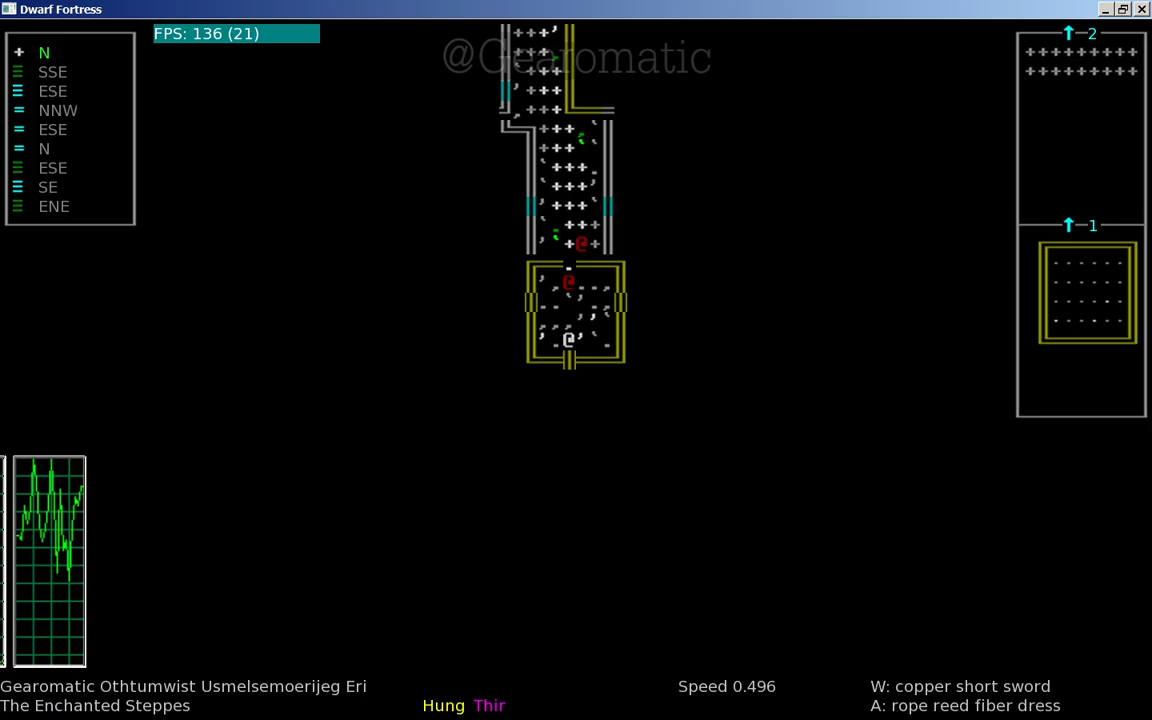 Dwarf Fortress
FPS: 136 (21)
@Gearomatic
N
SSE
ESE
NNW
ESE
N
ESE
SE
ENE
2
1
Gearomatic Othtumwist Usmelsemoerijeg Eri
Speed 0.496
W: copper short sword
The Enchanted Steppes
Hung Thir
A: rope reed fiber dress